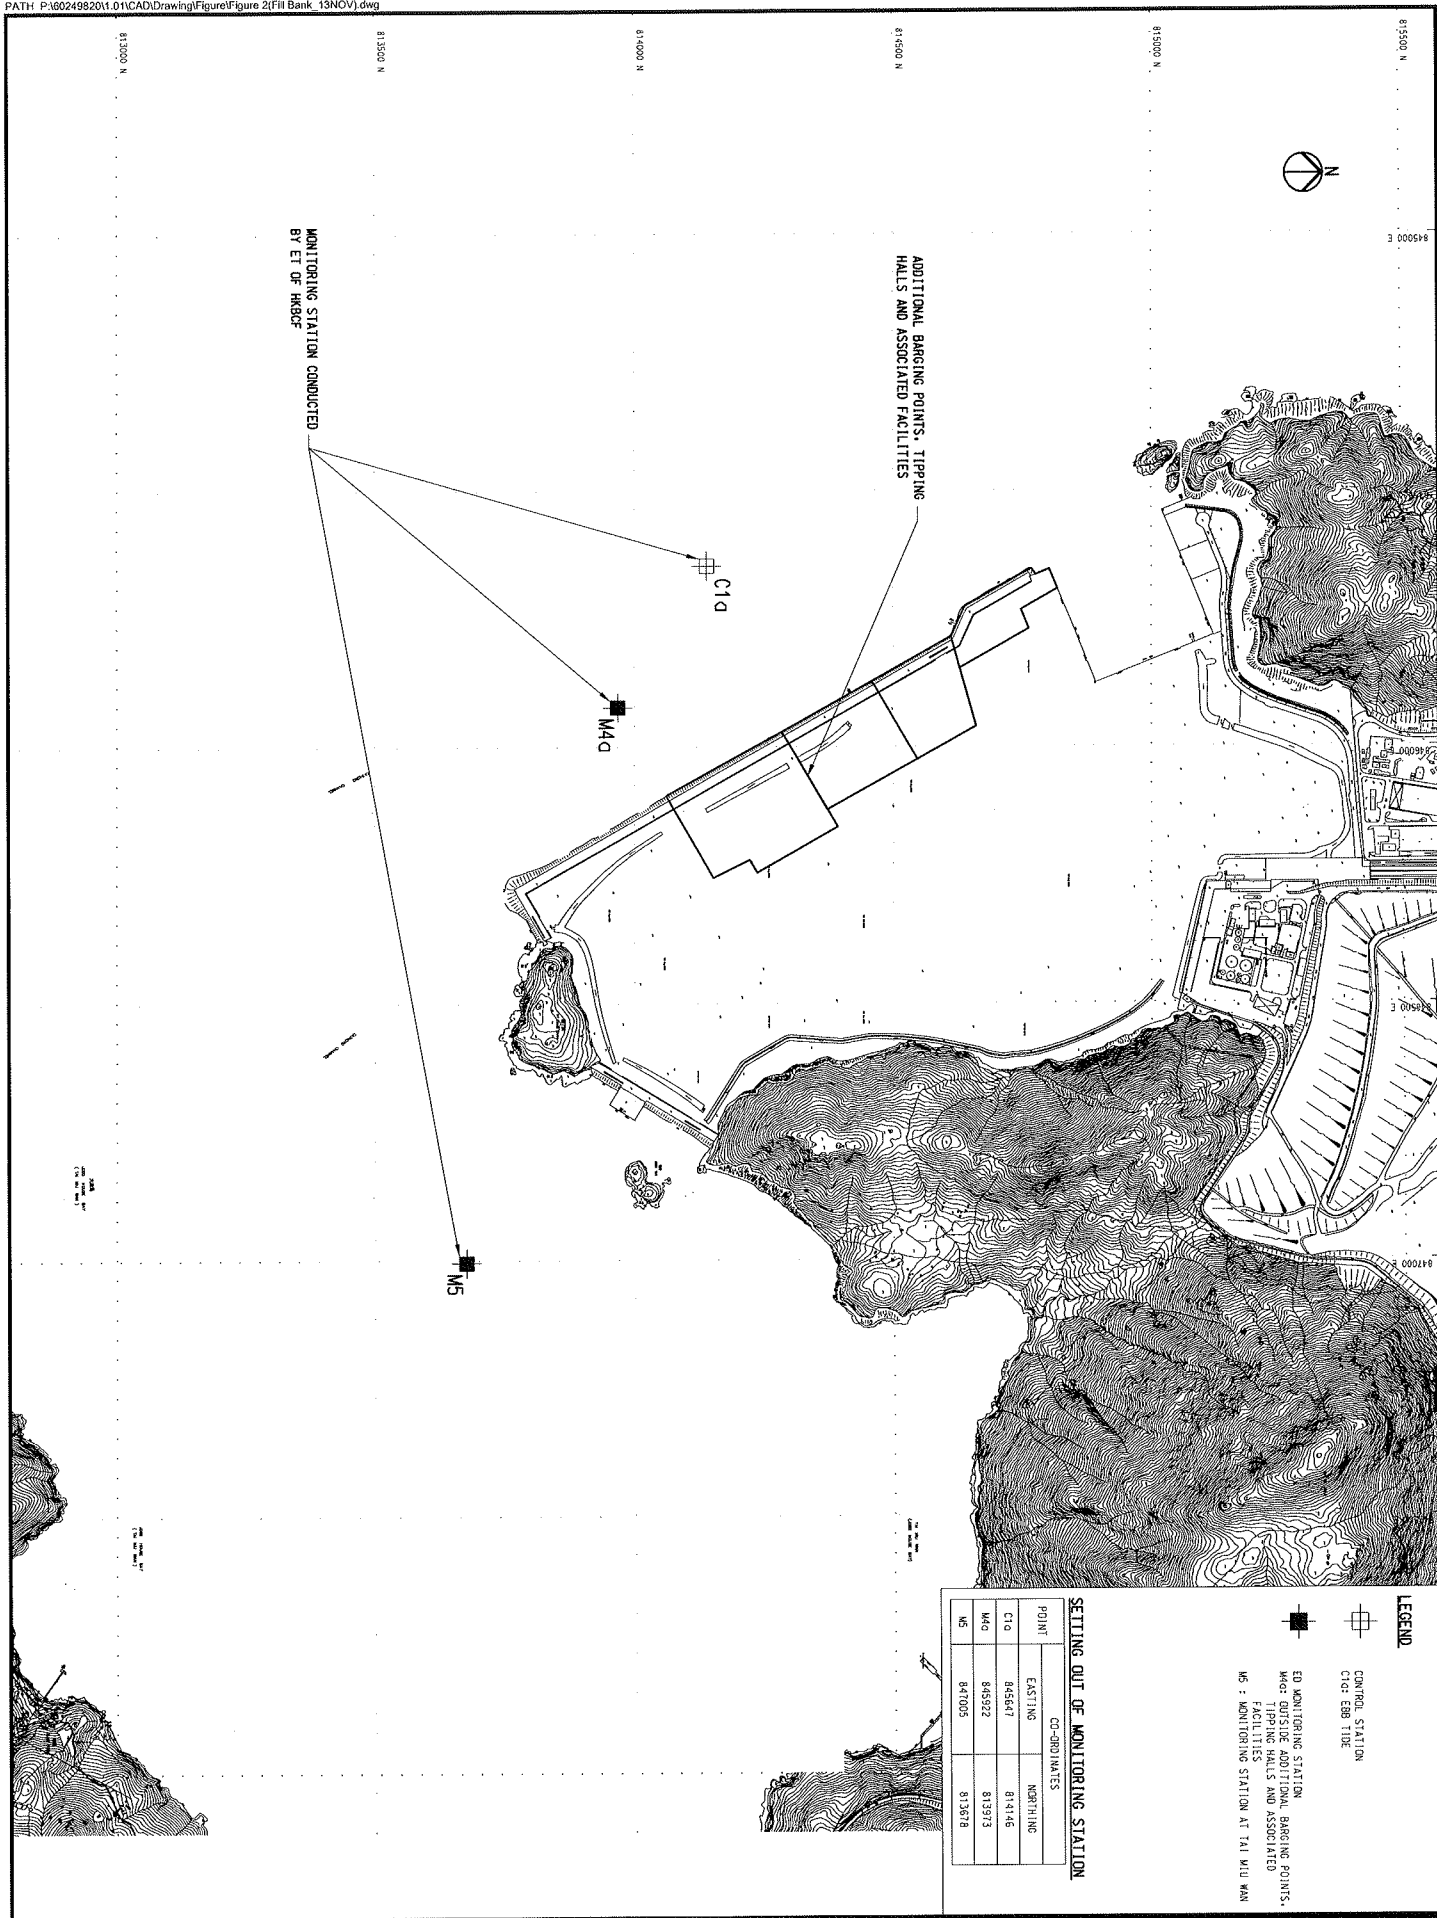 PATH P:\60249820\1.01\CAD\Drawing\Figure\Figure 2(Fill Bank_13NOV).dwg
815500 N
815000 N
814500 N
814000 N
813500 N
813000 N
N
845000 E
846000 E
846500 E
847000 E
ADDITIONAL BARGING POINTS, TIPPING
HALLS AND ASSOCIATED FACILITIES
MONITORING STATION CONDUCTED
BY ET OF HKBCF
C1a
M4a
M5
LEGEND
CONTROL STATION
C1a: EBB TIDE
ED MONITORING STATION
M4a: OUTSIDE ADDITIONAL BARGING POINTS,
TIPPING HALLS AND ASSOCIATED
FACILITIES
M5 : MONITORING STATION AT TAI MIU WAN
SETTING OUT OF MONITORING STATION
POINT CO-ORDINATES
EASTING NORTHING
C1a 845647 814146
M4a 845922 813973
M5 847005 813678